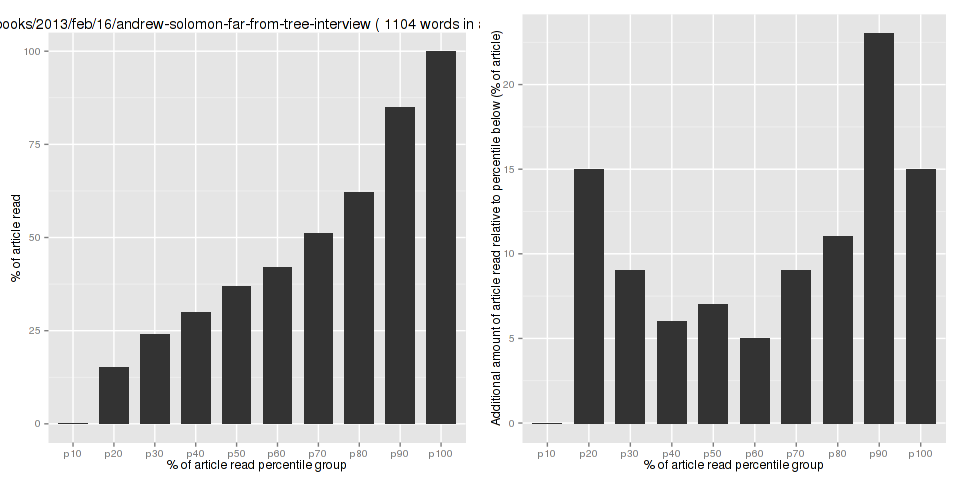 ooks/2013/feb/16/andrew-solomon-far-from-tree-interview ( 1104 words in
% of article read
100
75
50
25
0
p10 p20 p30 p40 p50 p60 p70 p80 p90 p100
% of article read percentile group
Additional amount of article read relative to percentile below (% of article)
20
15
10
5
0
p10 p20 p30 p40 p50 p60 p70 p80 p90 p100
% of article read percentile group